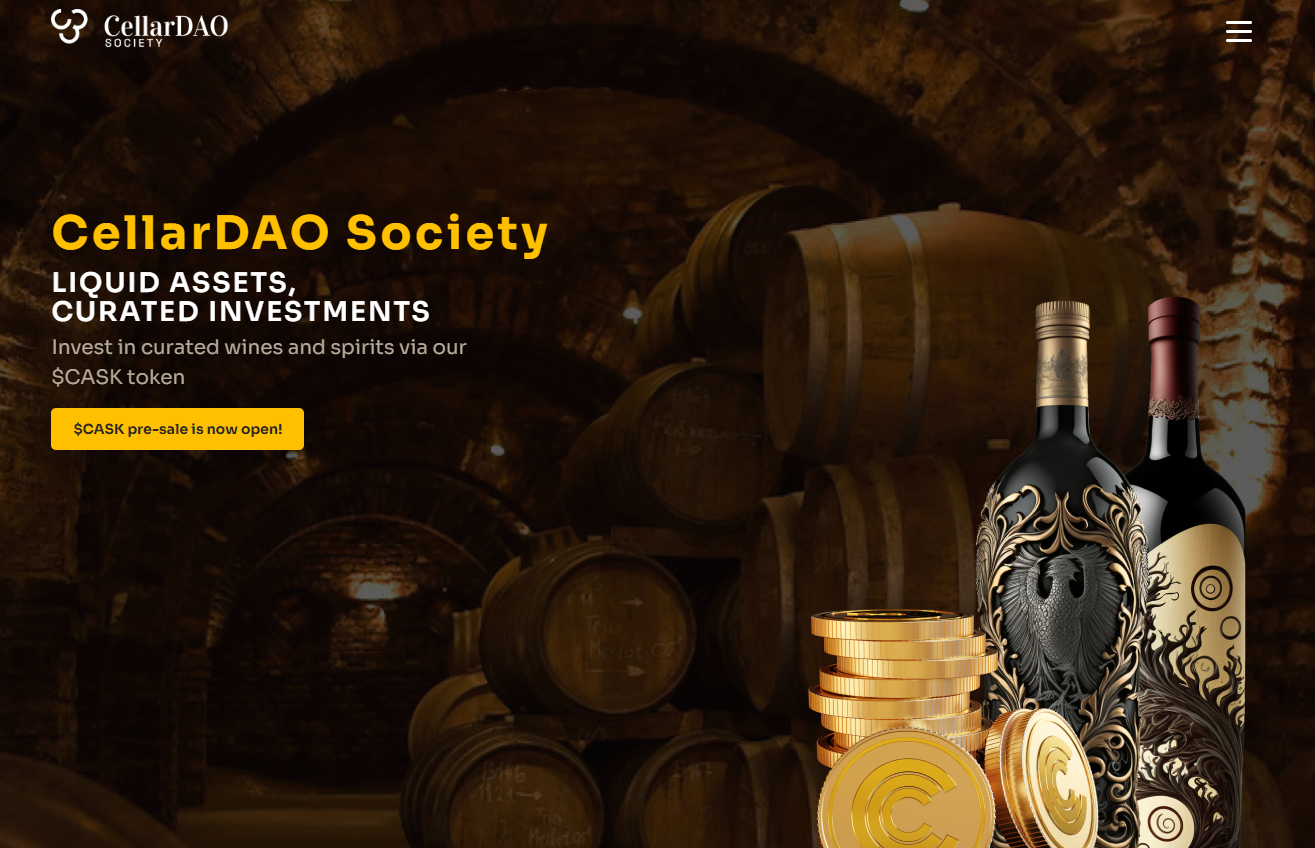 CellarDAO
SOCIETY
CellarDAO Society
LIQUID ASSETS,
CURATED INVESTMENTS
Invest in curated wines and spirits via our
$CASK token
$CASK pre-sale is now open!